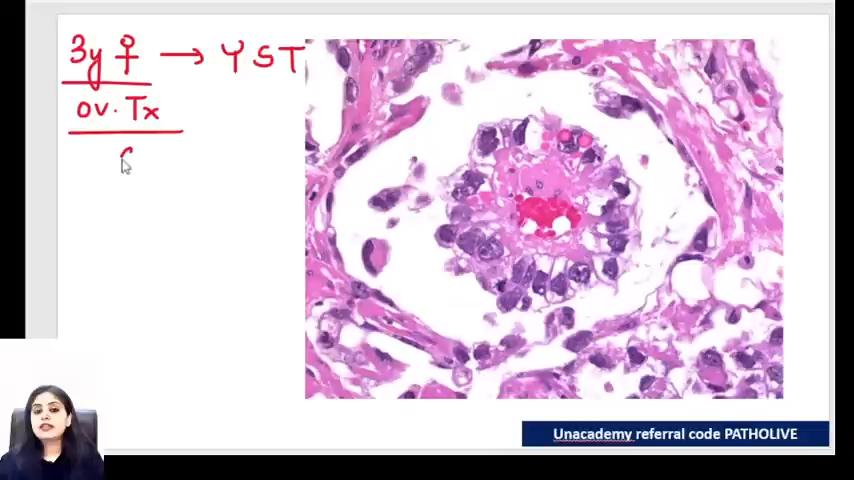 3y ♀ → YST
ov. Tx
Unacademy referral code PATHOLIVE